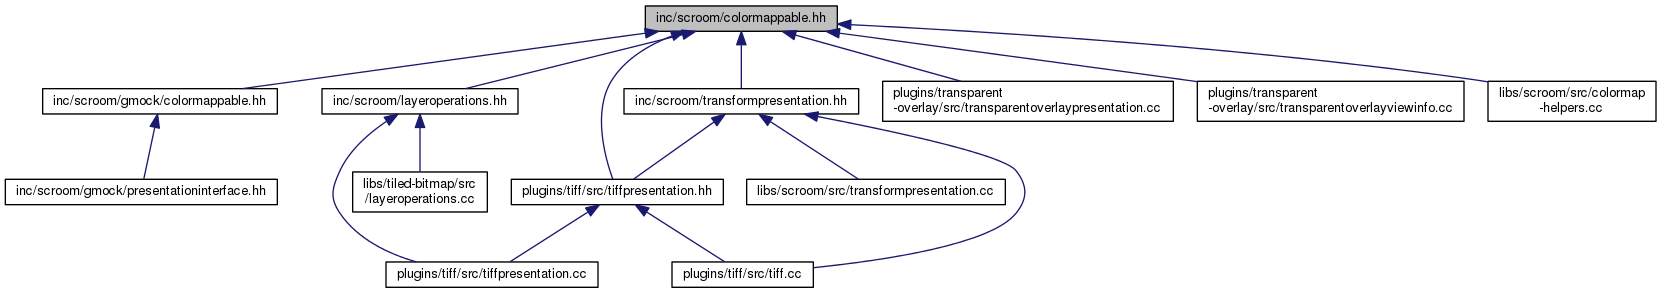 inc/scroom/colormappable.hh
inc/scroom/gmock/colormappable.hh
inc/scroom/layeroperations.hh
inc/scroom/transformpresentation.hh
plugins/transparent
-overlay/src/transparentoverlaypresentation.cc
plugins/transparent
-overlay/src/transparentoverlayviewinfo.cc
libs/scroom/src/colormap
-helpers.cc
inc/scroom/gmock/presentationinterface.hh
libs/tiled-bitmap/src
/layeroperations.cc
plugins/tiff/src/tiffpresentation.hh
libs/scroom/src/transformpresentation.cc
plugins/tiff/src/tiffpresentation.cc
plugins/tiff/src/tiff.cc